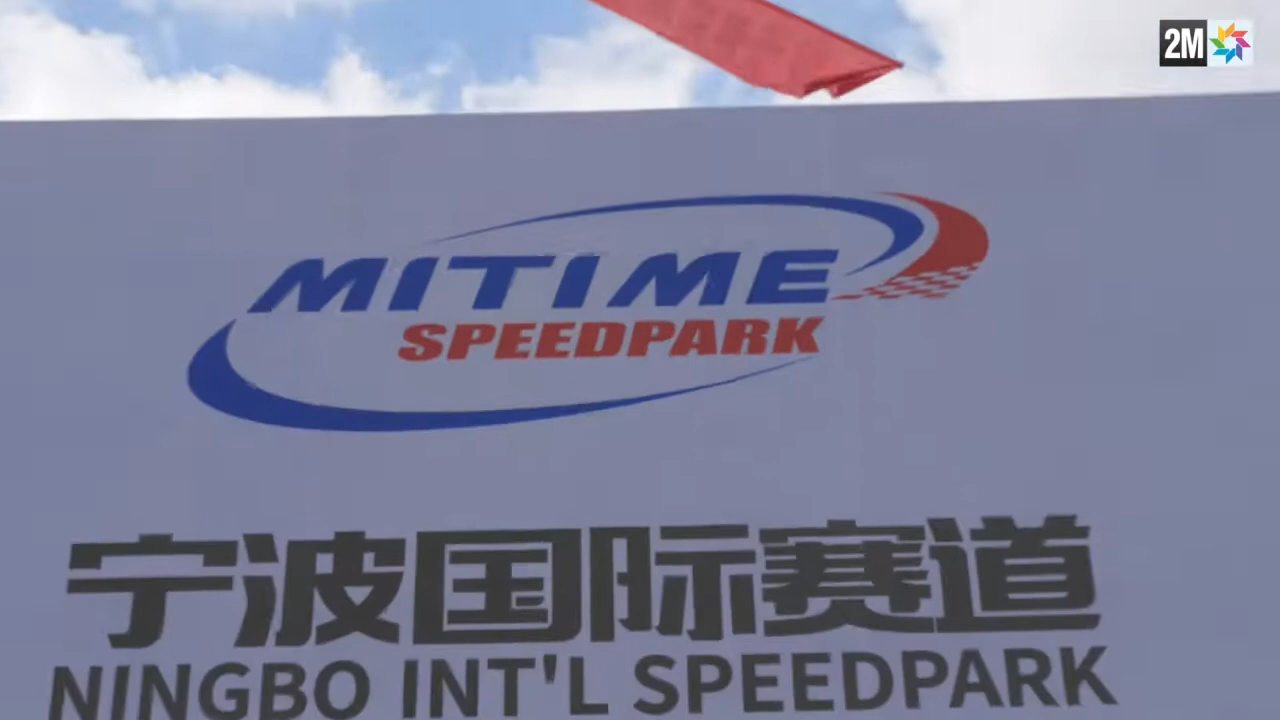 2M
MITIME
SPEEDPARK
宁波国际赛道
NINGBO INT'L SPEEDPARK